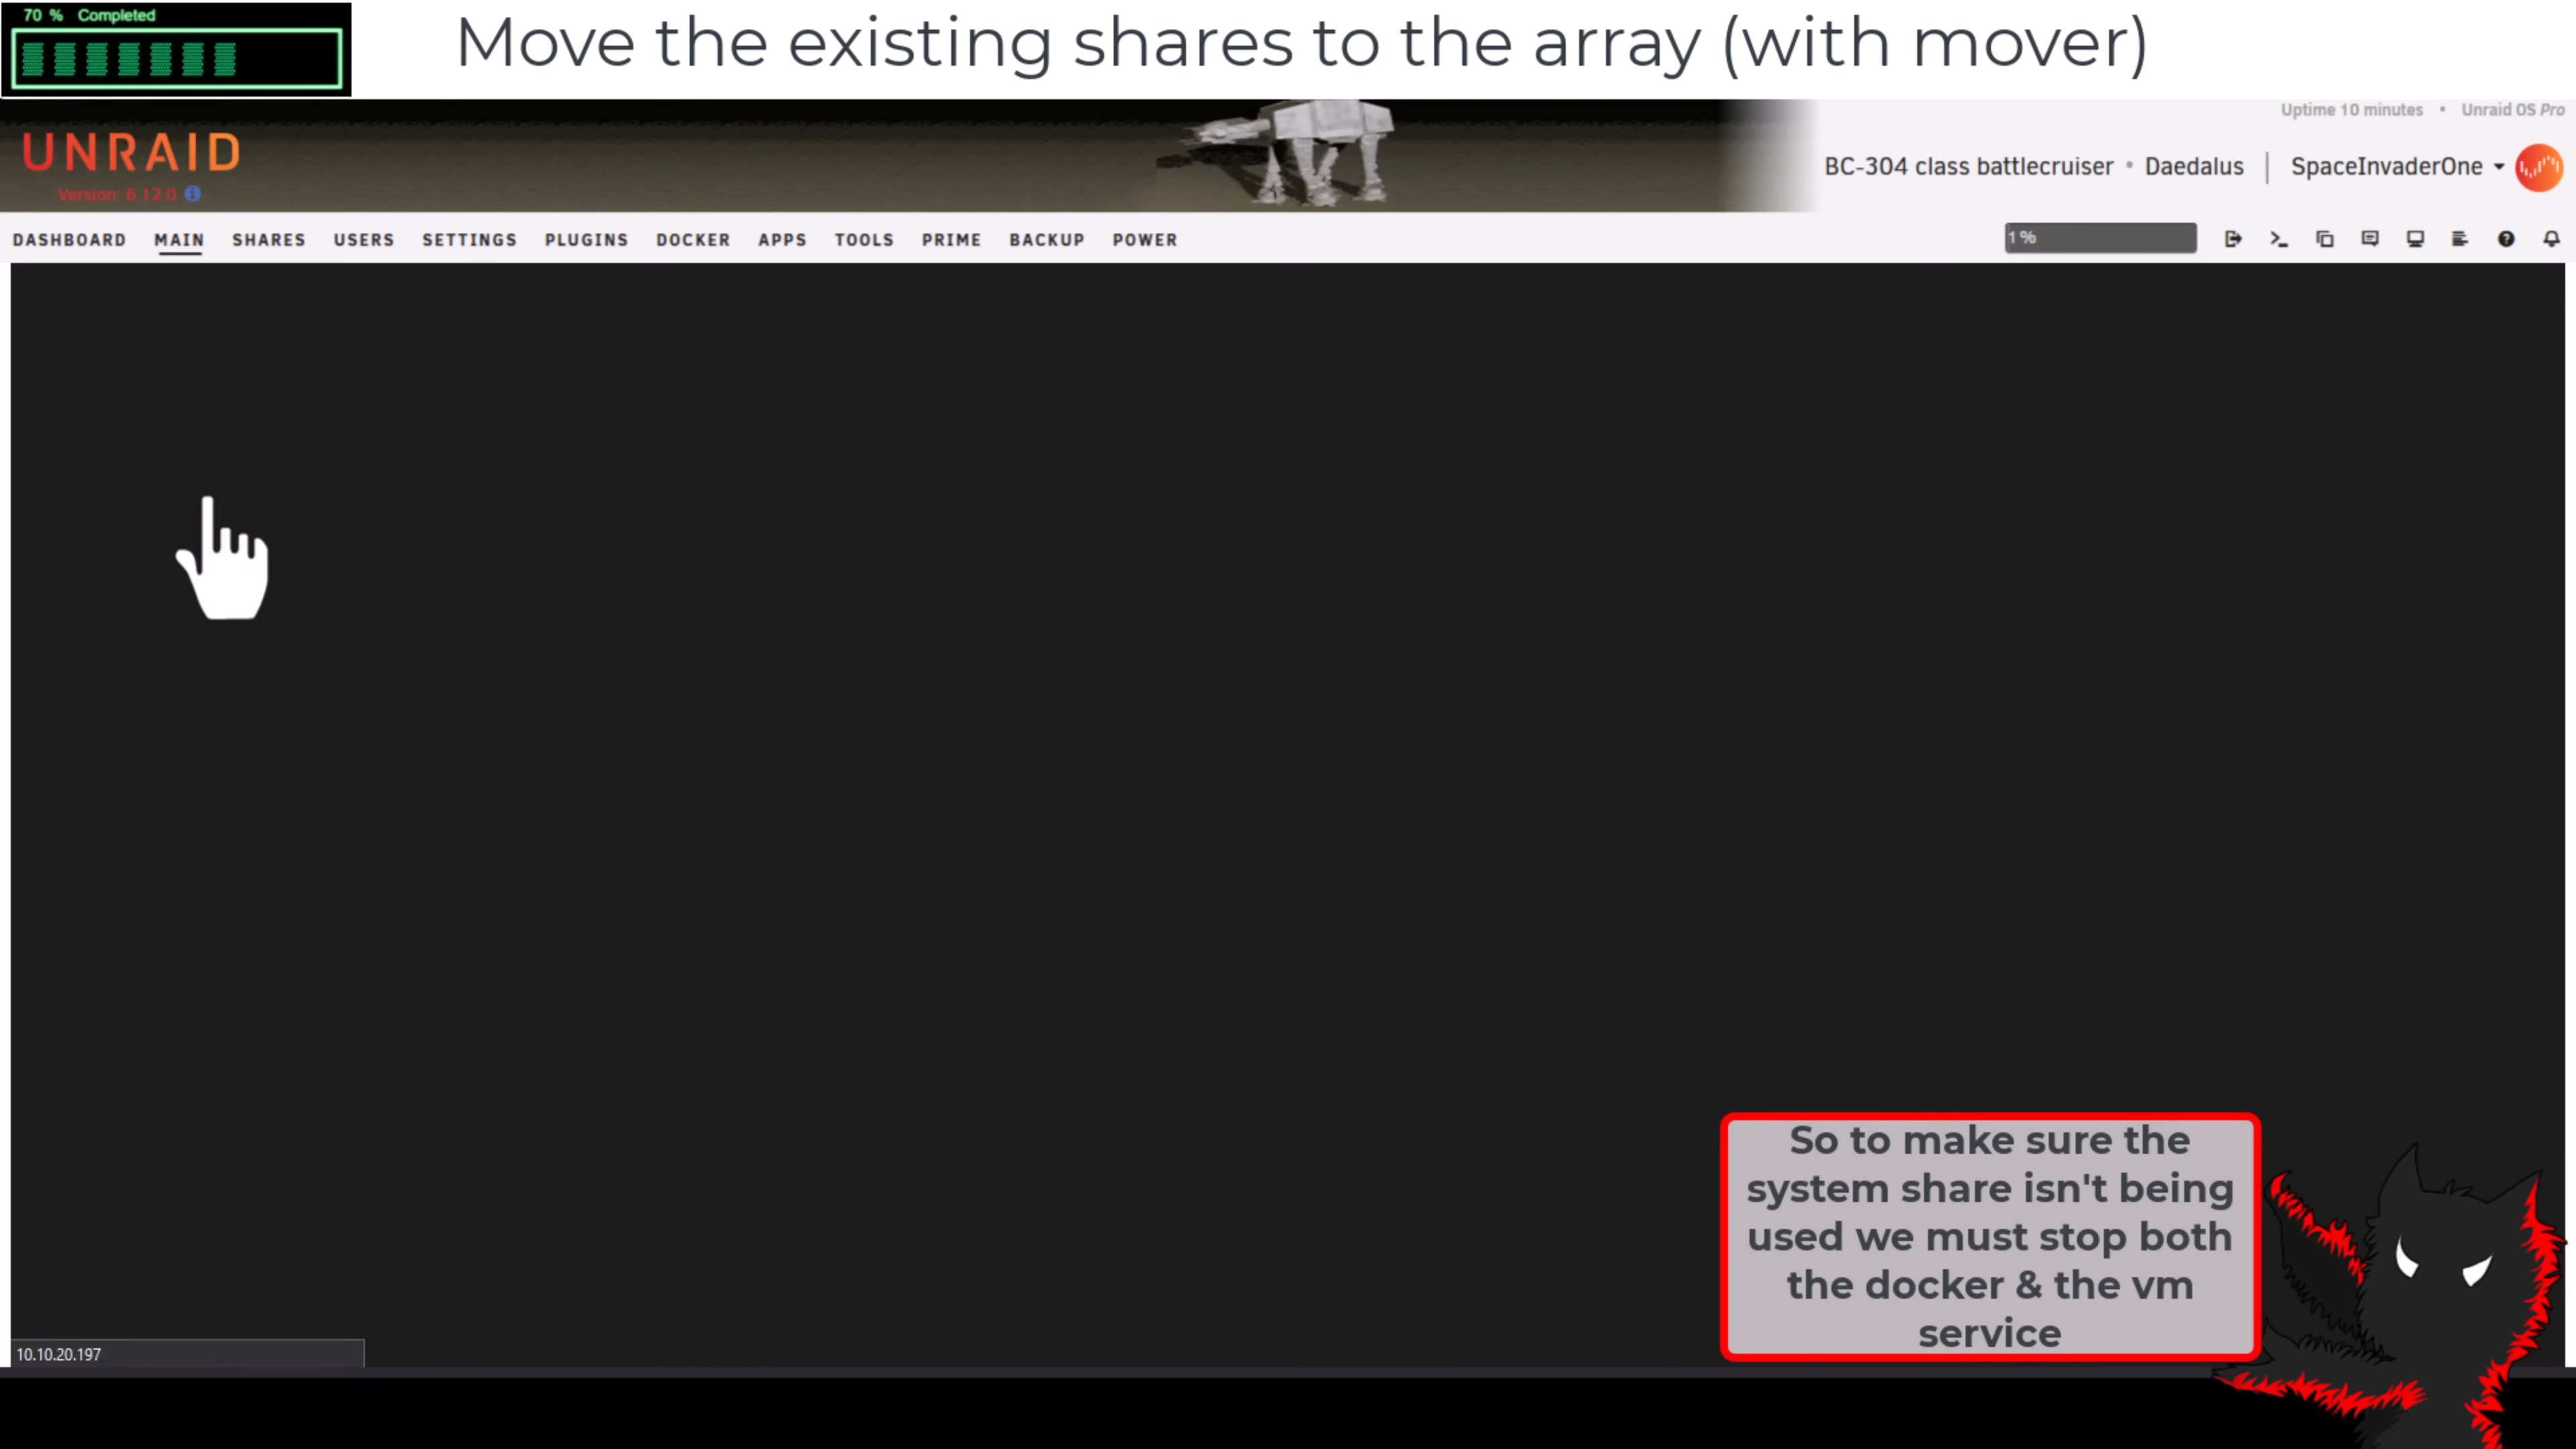 70 % Completed
Move the existing shares to the array (with mover)
Uptime 10 minutes • Unraid OS Pro
UNRAID
Version: 6.12.0
BC-304 class battlecruiser • Daedalus | SpaceInvaderOne
DASHBOARD MAIN SHARES USERS SETTINGS PLUGINS DOCKER APPS TOOLS PRIME BACKUP POWER
1%
So to make sure the
system share isn't being
used we must stop both
the docker & the vm
service
10.10.20.197